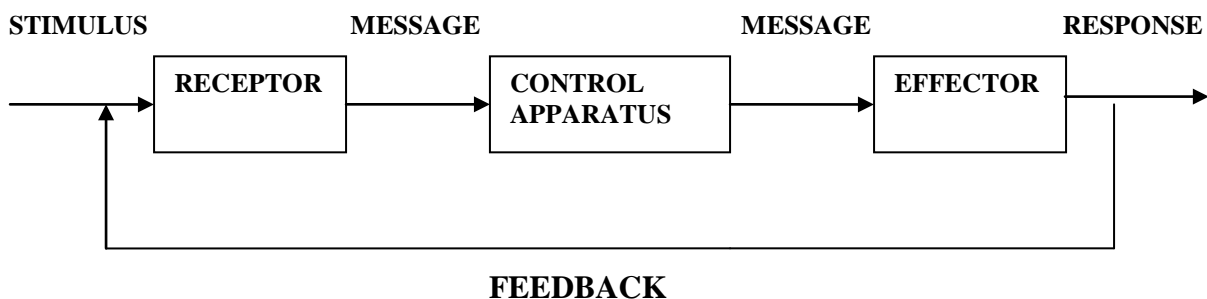 STIMULUS MESSAGE MESSAGE RESPONSE
RECEPTOR CONTROL EFFECTOR
APPARATUS
FEEDBACK